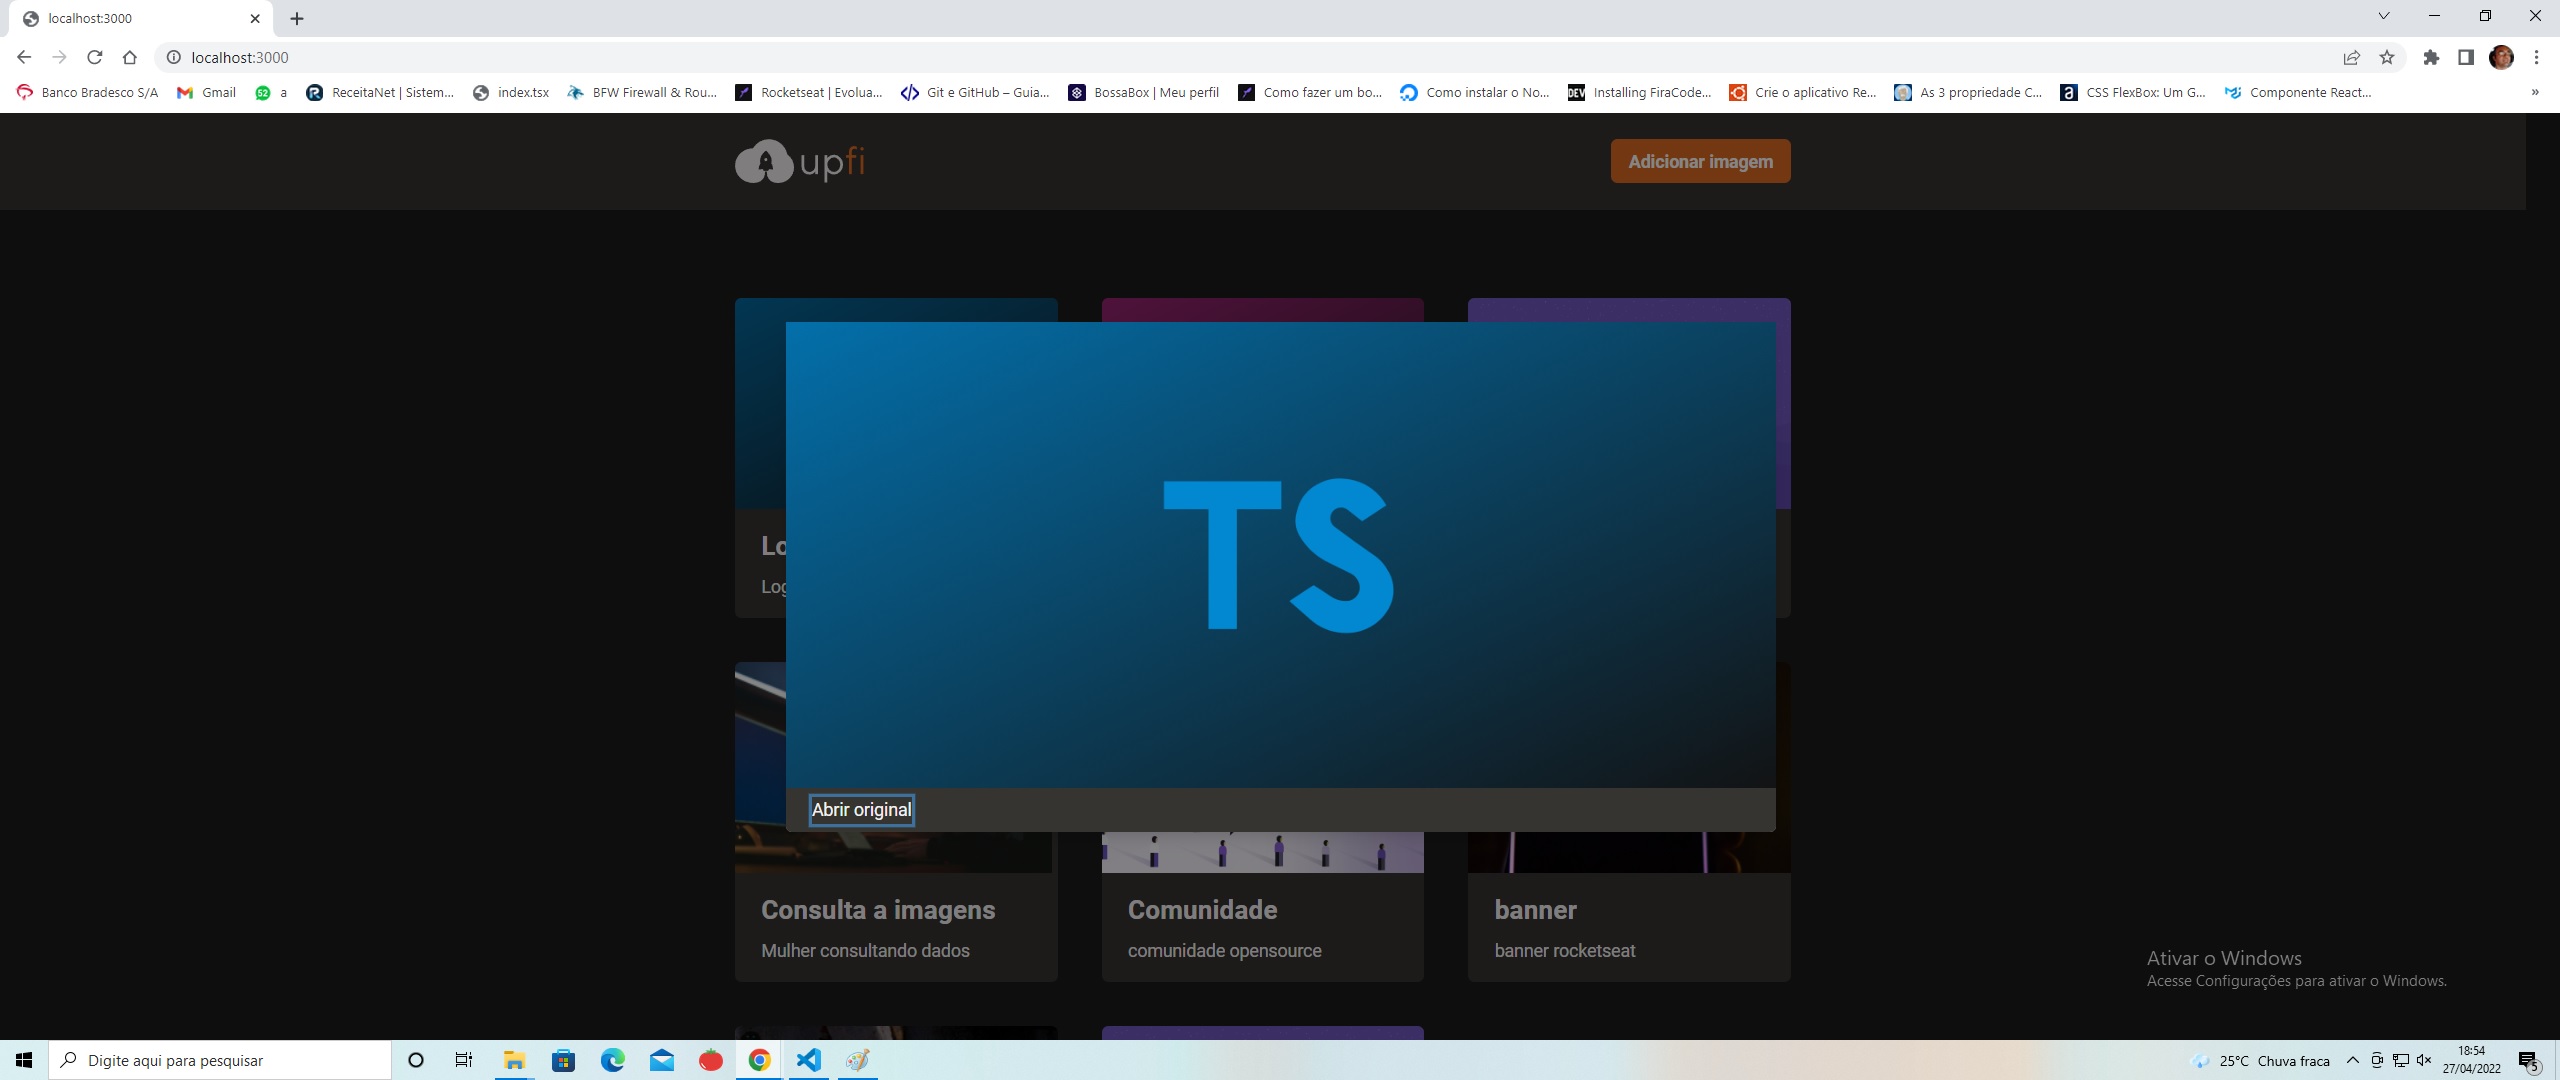 localhost:3000
localhost:3000
Banco Bradesco S/A
Gmail
52 a
ReceitaNet | Sistem...
index.tsx
BFW Firewall & Rou...
Rocketseat | Evolua...
Git e GitHub – Guia...
BossaBox | Meu perfil
Como fazer um bo...
Como instalar o No...
DEV Installing FiraCode...
Crie o aplicativo Re...
As 3 propriedade C...
a CSS FlexBox: Um G...
Componente React...
»
upfi
Adicionar imagem
TS
Lo
Log
Abrir original
Consulta a imagens
Mulher consultando dados
Comunidade
comunidade opensource
banner
banner rocketseat
Ativar o Windows
Acesse Configurações para ativar o Windows.
Digite aqui para pesquisar
25°C Chuva fraca
18:54
27/04/2022
5